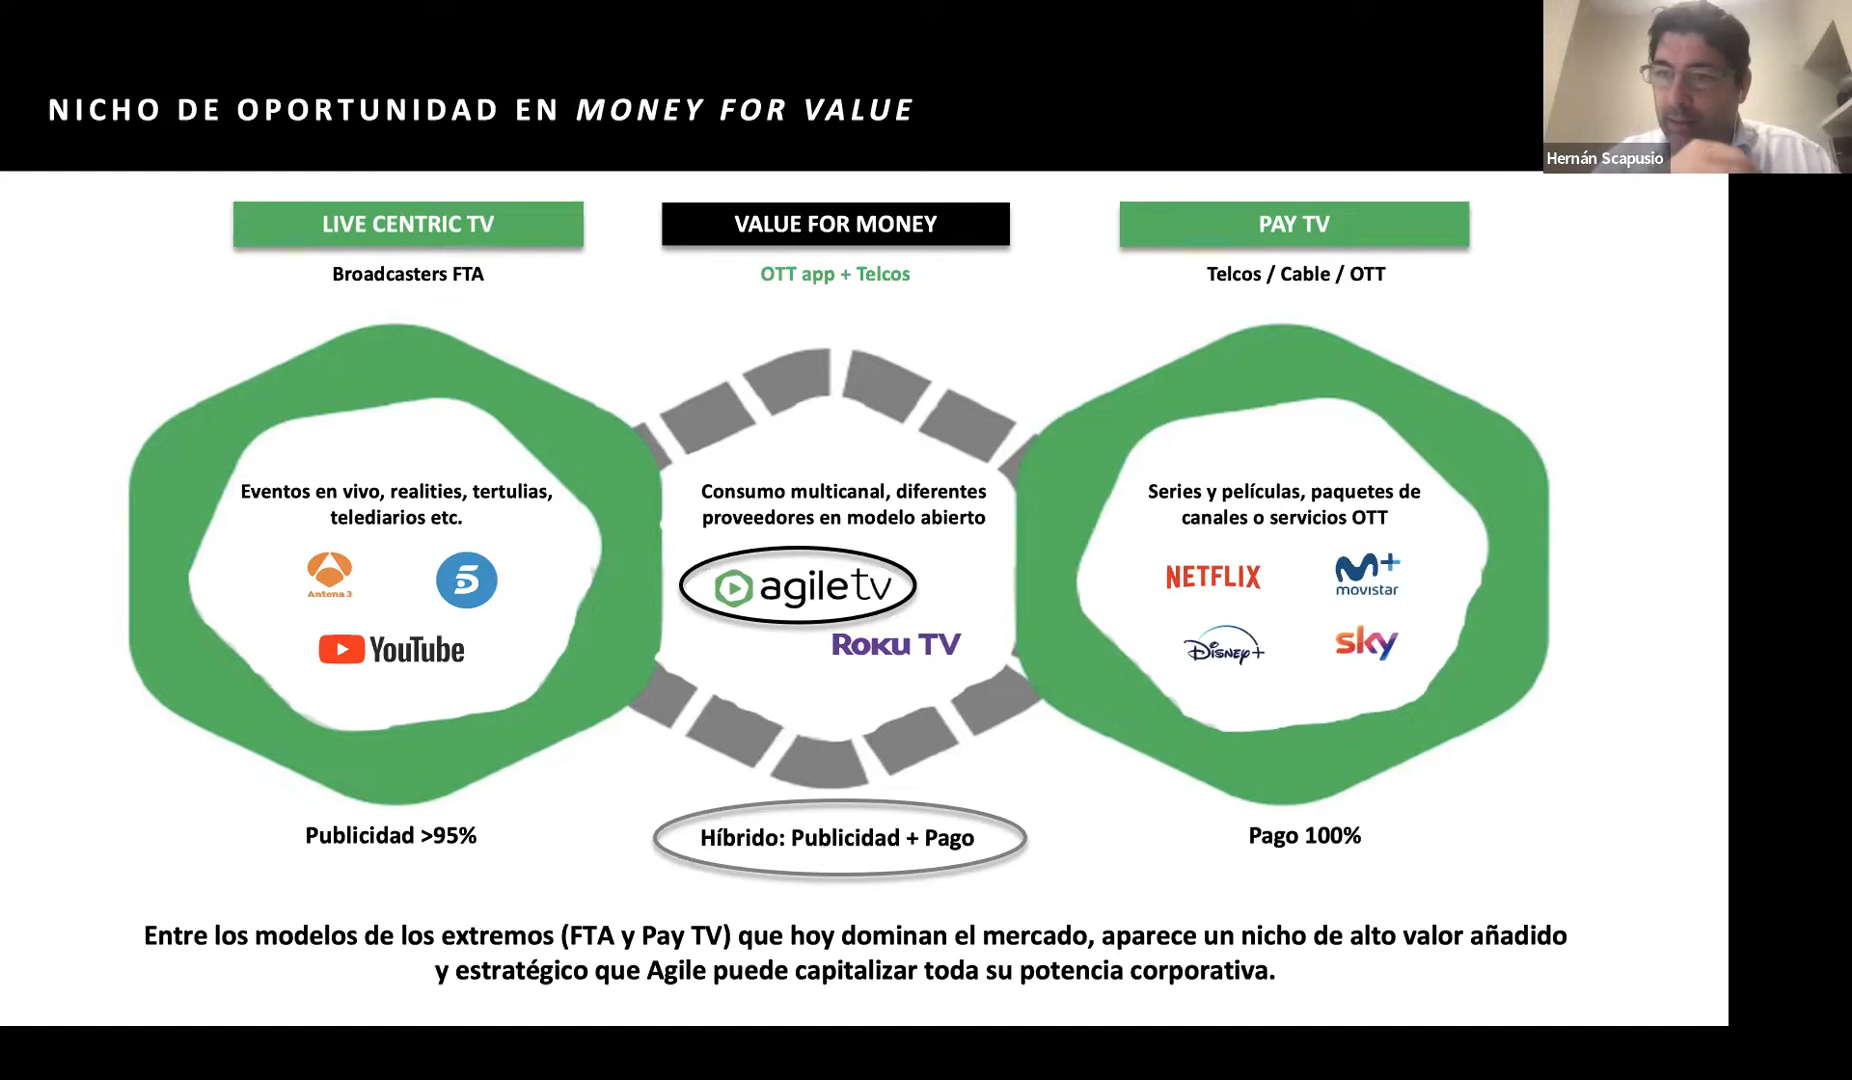 NICHO DE OPORTUNIDAD EN MONEY FOR VALUE
Hernán Scapusio
LIVE CENTRIC TV
Broadcasters FTA
Eventos en vivo, realities, tertulias,
telediarios etc.
Antena3
5
YouTube
Publicidad >95%
VALUE FOR MONEY
OTT app + Telcos
Consumo multicanal, diferentes
proveedores en modelo abierto
agiletv
ROKU TV
Híbrido: Publicidad + Pago
PAY TV
Telcos / Cable / OTT
Series y películas, paquetes de
canales o servicios OTT
NETFLIX
M+
movistar
Disney+
sky
Pago 100%
Entre los modelos de los extremos (FTA y Pay TV) que hoy dominan el mercado, aparece un nicho de alto valor añadido
y estratégico que Agile puede capitalizar toda su potencia corporativa.